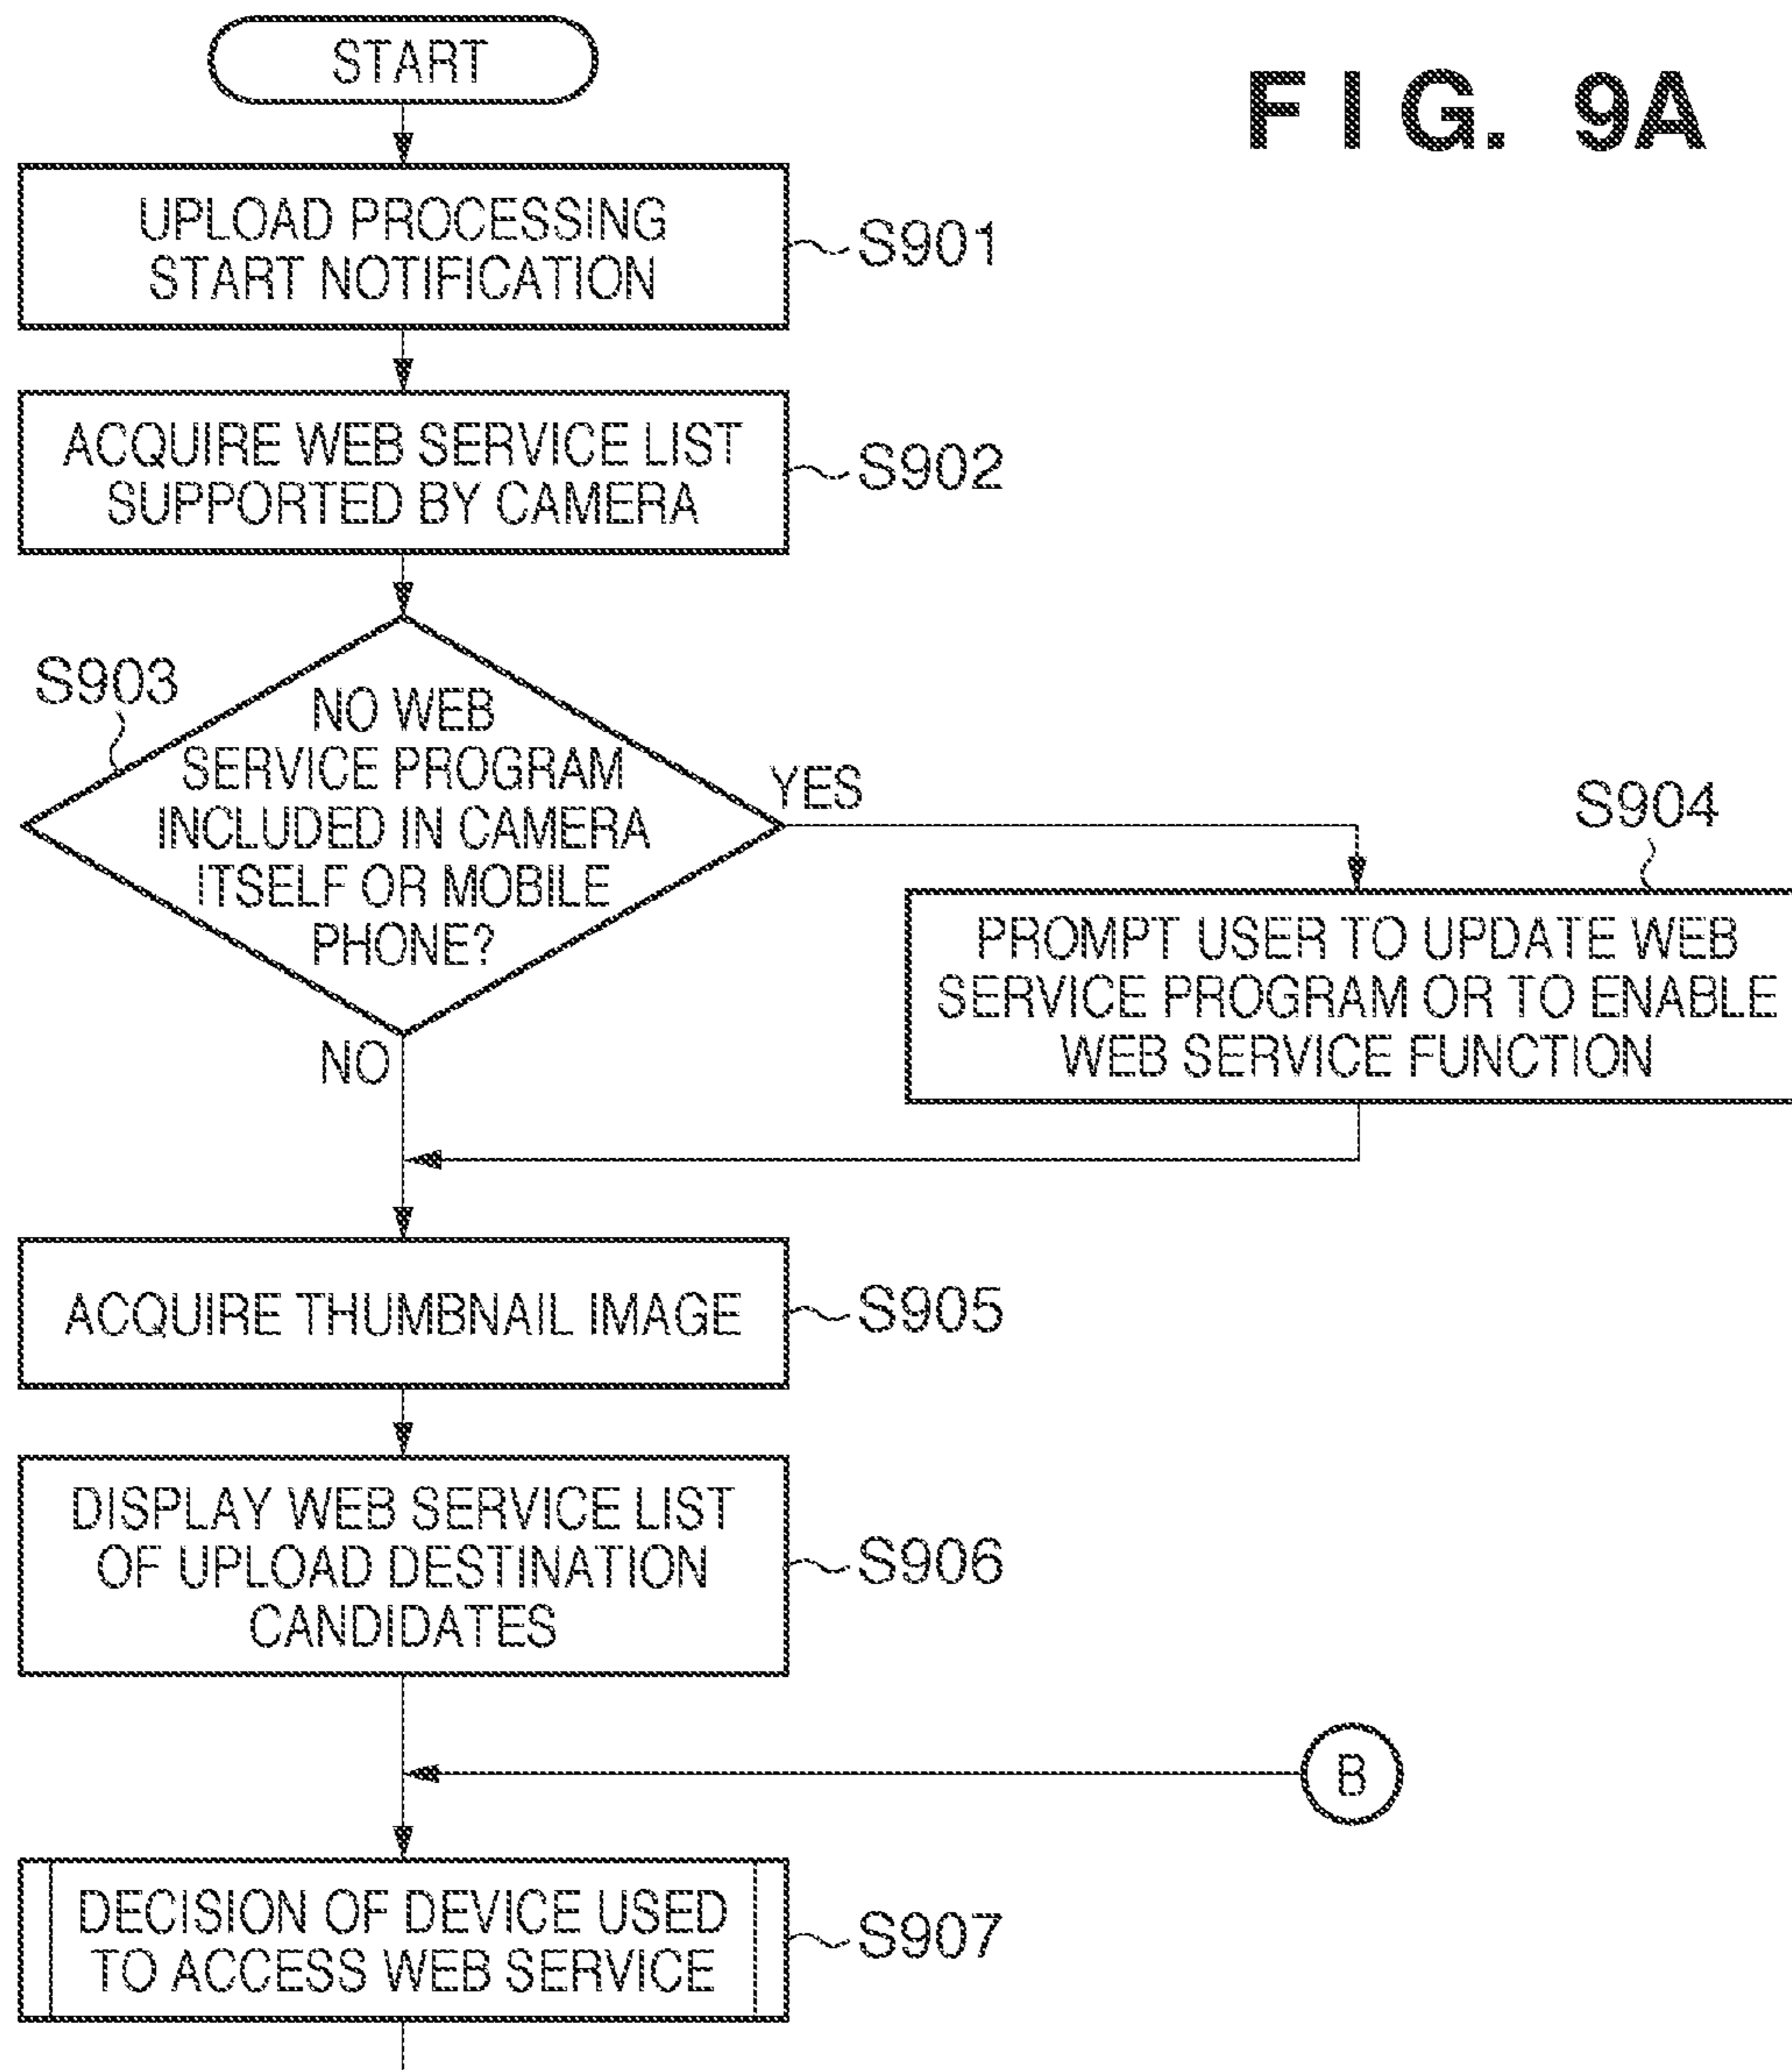 FIG. 9A
START
UPLOAD PROCESSING
START NOTIFICATION
S901
ACQUIRE WEB SERVICE LIST
SUPPORTED BY CAMERA
S902
S903
NO WEB
SERVICE PROGRAM
INCLUDED IN CAMERA
ITSELF OR MOBILE
PHONE?
YES
NO
S904
PROMPT USER TO UPDATE WEB
SERVICE PROGRAM OR TO ENABLE
WEB SERVICE FUNCTION
ACQUIRE THUMBNAIL IMAGE
S905
DISPLAY WEB SERVICE LIST
OF UPLOAD DESTINATION
CANDIDATES
S906
B
DECISION OF DEVICE USED
TO ACCESS WEB SERVICE
S907